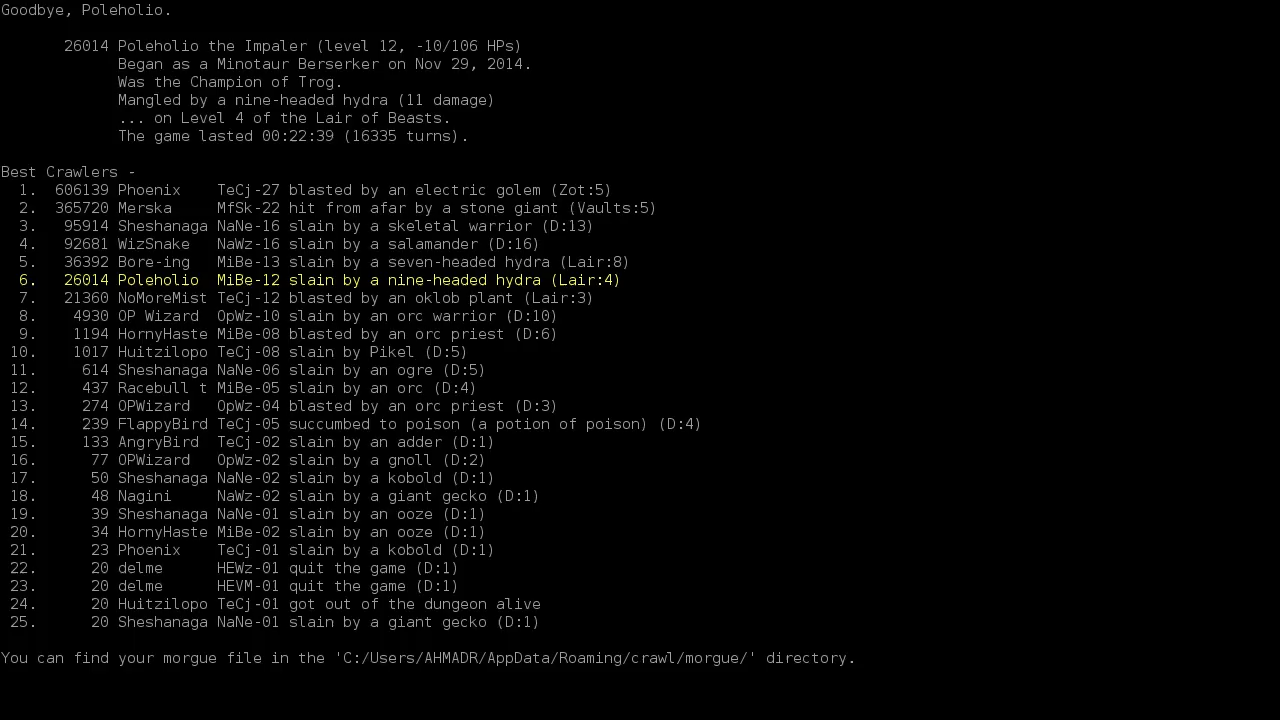 Goodbye, Poleholio.
26014 Poleholio the Impaler (level 12, -10/106 HPs)
Began as a Minotaur Berserker on Nov 29, 2014.
Was the Champion of Trog.
Mangled by a nine-headed hydra (11 damage)
... on Level 4 of the Lair of Beasts.
The game lasted 00:22:39 (16335 turns).
Best Crawlers -
1. 606139 Phoenix TeCj-27 blasted by an electric golem (Zot:5)
2. 365720 Merska MfSk-22 hit from afar by a stone giant (Vaults:5)
3. 95914 Sheshanaga NaNe-16 slain by a skeletal warrior (D:13)
4. 92681 WizSnake NaWz-16 slain by a salamander (D:16)
5. 36392 Bore-ing MiBe-13 slain by a seven-headed hydra (Lair:8)
6. 26014 Poleholio MiBe-12 slain by a nine-headed hydra (Lair:4)
7. 21360 NoMoreMist TeCj-12 blasted by an oklob plant (Lair:3)
8. 4930 OP Wizard OpWz-10 slain by an orc warrior (D:10)
9. 1194 HornyHaste MiBe-08 blasted by an orc priest (D:6)
10. 1017 Huitzilopo TeCj-08 slain by Pikel (D:5)
11. 614 Sheshanaga NaNe-06 slain by an ogre (D:5)
12. 437 Racebull t MiBe-05 slain by an orc (D:4)
13. 274 OPWizard OpWz-04 blasted by an orc priest (D:3)
14. 239 FlappyBird TeCj-05 succumbed to poison (a potion of poison) (D:4)
15. 133 AngryBird TeCj-02 slain by an adder (D:1)
16. 77 OPWizard OpWz-02 slain by a gnoll (D:2)
17. 50 Sheshanaga NaNe-02 slain by a kobold (D:1)
18. 48 Nagini NaWz-02 slain by a giant gecko (D:1)
19. 39 Sheshanaga NaNe-01 slain by an ooze (D:1)
20. 34 HornyHaste MiBe-02 slain by an ooze (D:1)
21. 23 Phoenix TeCj-01 slain by a kobold (D:1)
22. 20 delme HEWz-01 quit the game (D:1)
23. 20 delme HEVM-01 quit the game (D:1)
24. 20 Huitzilopo TeCj-01 got out of the dungeon alive
25. 20 Sheshanaga NaNe-01 slain by a giant gecko (D:1)
You can find your morgue file in the 'C:/Users/AHMADR/AppData/Roaming/crawl/morgue/' directory.